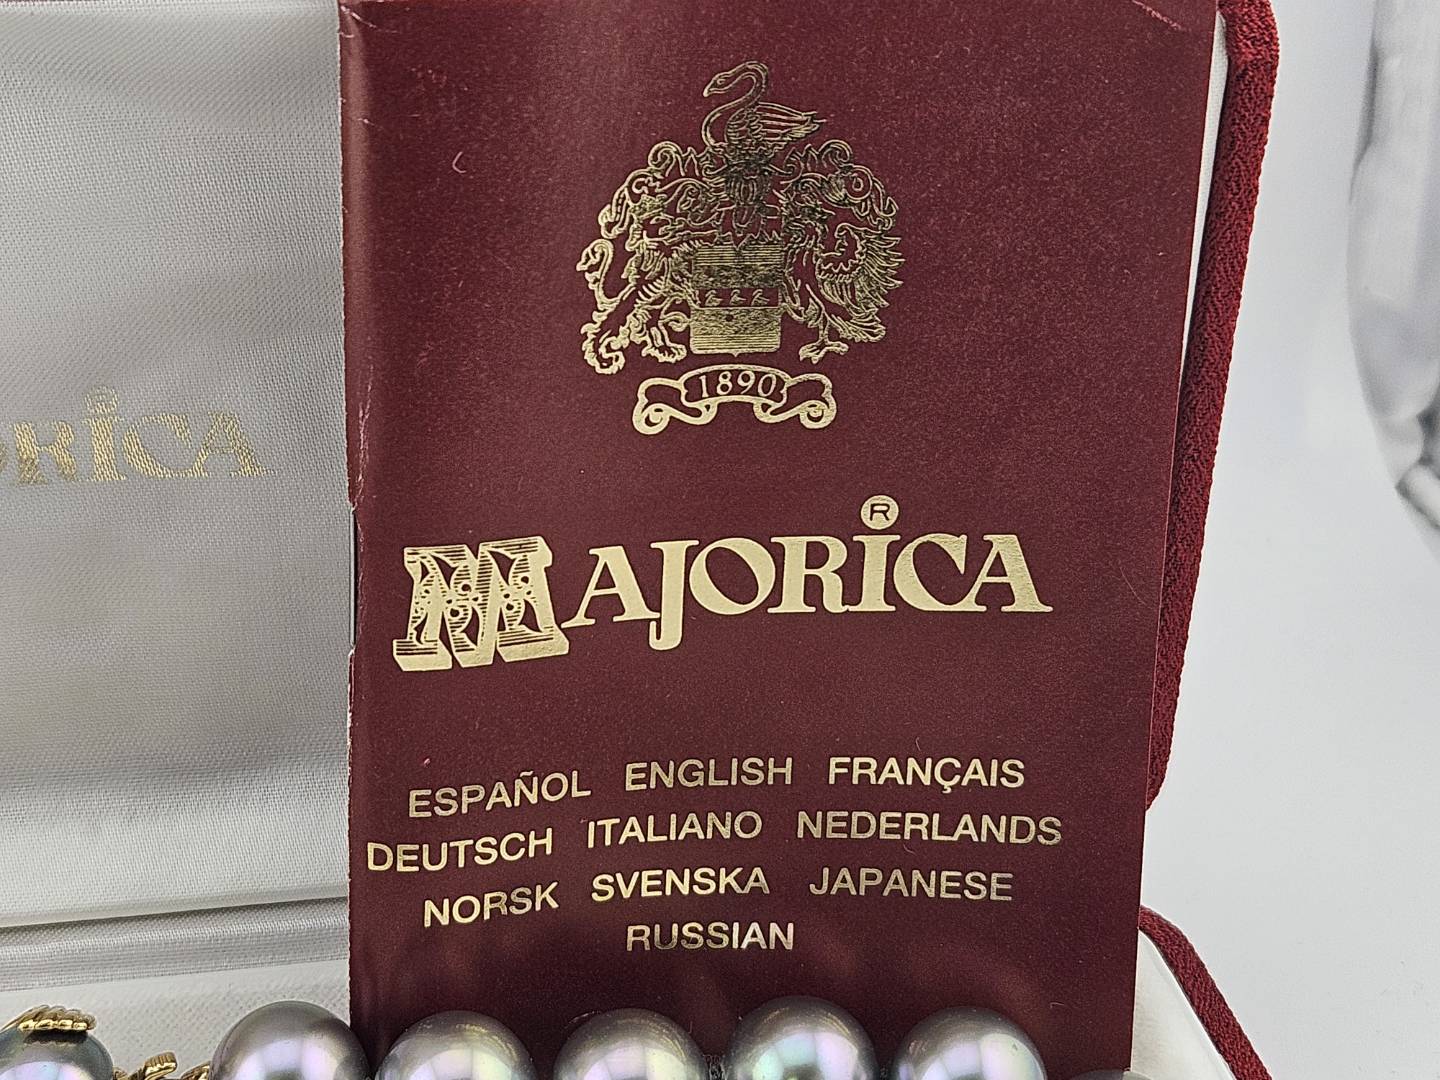 1890
MAJORICA®
ESPAÑOL ENGLISH FRANÇAIS
DEUTSCH ITALIANO NEDERLANDS
NORSK SVENSKA JAPANESE
RUSSIAN
ORICA